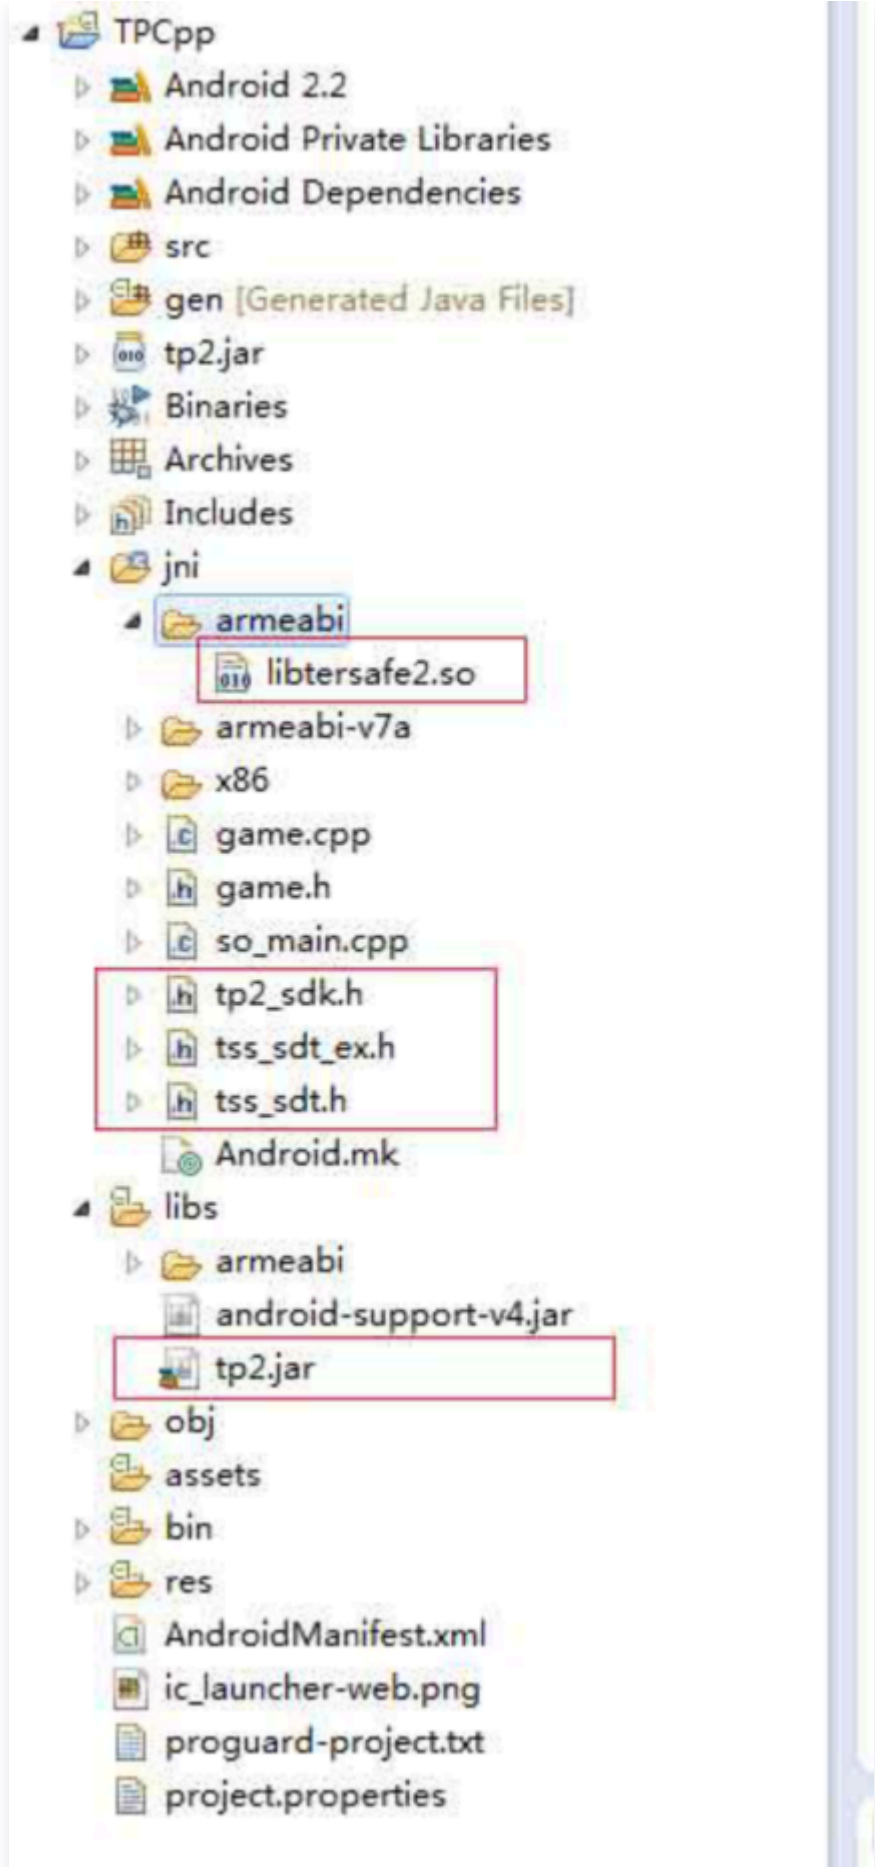 TPCpp
Android 2.2
Android Private Libraries
Android Dependencies
src
gen [Generated Java Files]
tp2.jar
Binaries
Archives
Includes
jni
armeabi
libtersafe2.so
armeabi-v7a
x86
game.cpp
game.h
so_main.cpp
tp2_sdk.h
tss_sdt_ex.h
tss_sdt.h
Android.mk
libs
armeabi
android-support-v4.jar
tp2.jar
obj
assets
bin
res
AndroidManifest.xml
ic_launcher-web.png
proguard-project.txt
project.properties